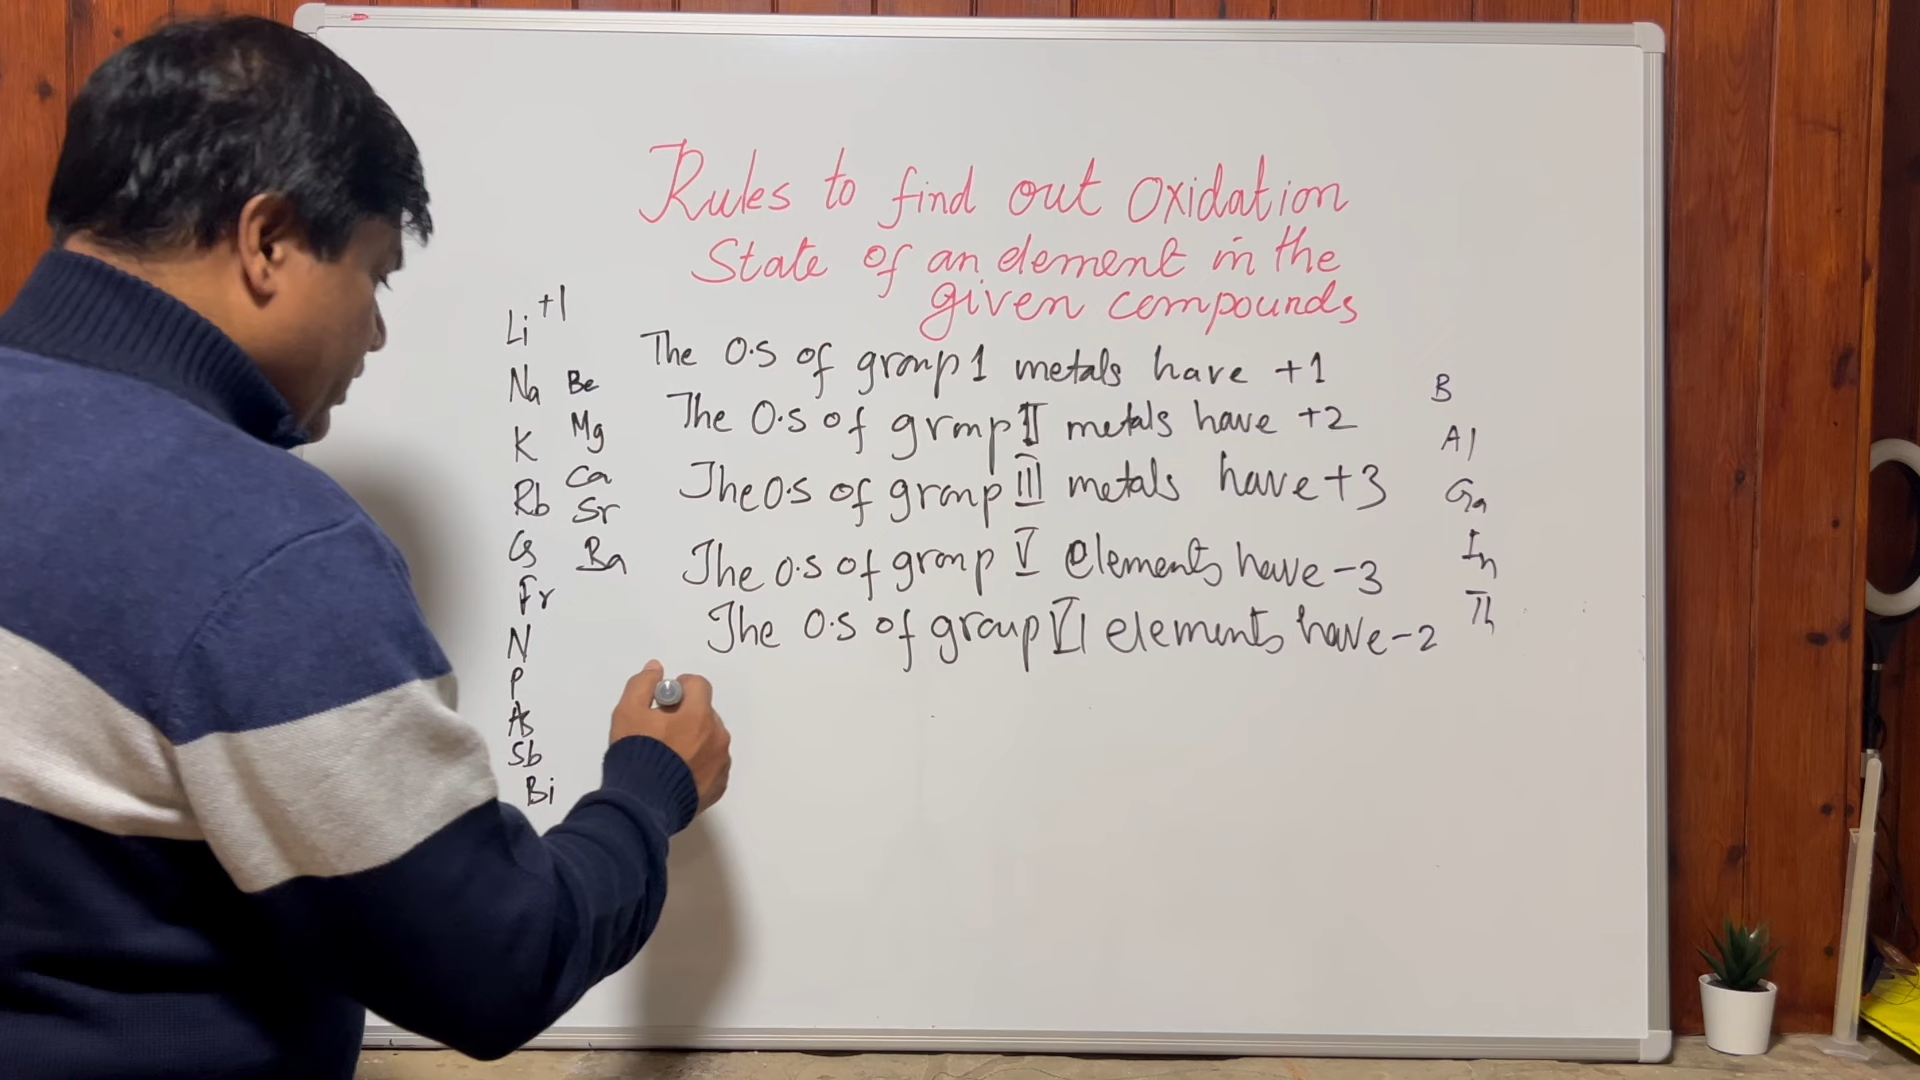 Rules to find out Oxidation
State of an element in the
given compounds
Li +1
Na
K
Rb
Cs
Fr
N
P
As
Sb
Bi
Be
Mg
Ca
Sr
Ba
The O.S of group 1 metals have +1
The O.S of group II metals have +2
The O.S of group III metals have +3
The O.S of group V elements have -3
The O.S of group VI elements have -2
B
Al
Ga
In
Th